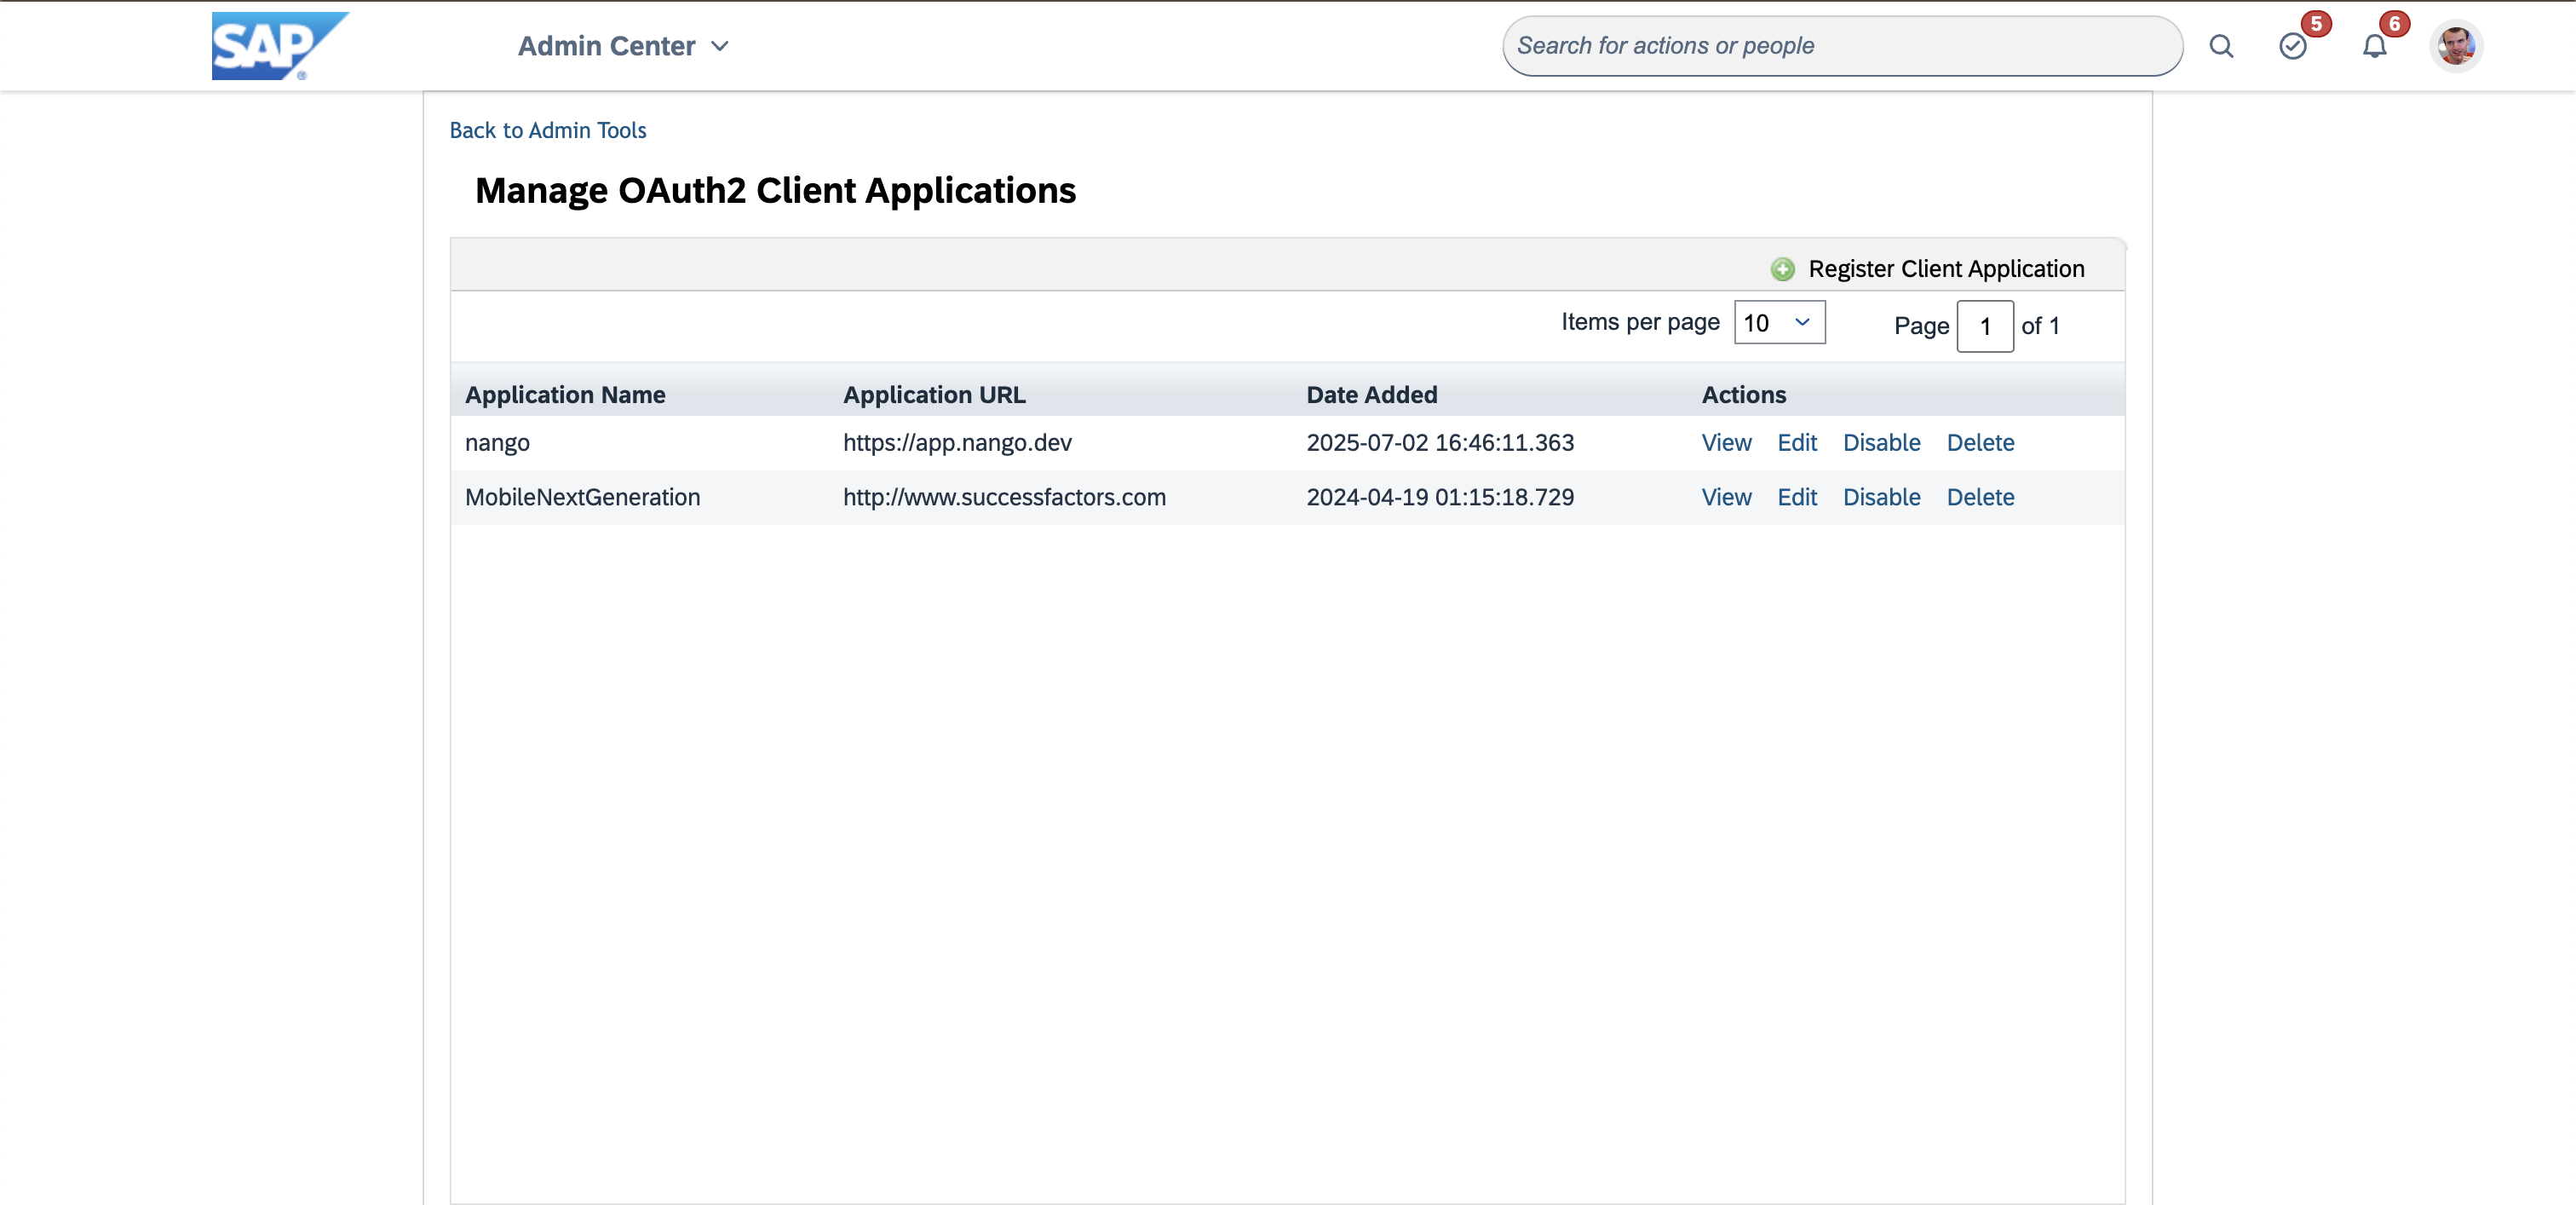 SAP ®
Admin Center
Search for actions or people
5
6
Back to Admin Tools
Manage OAuth2 Client Applications
Register Client Application
Items per page 10 Page 1 of 1
Application Name Application URL Date Added Actions
nango https://app.nango.dev 2025-07-02 16:46:11.363 View Edit Disable Delete
MobileNextGeneration http://www.successfactors.com 2024-04-19 01:15:18.729 View Edit Disable Delete